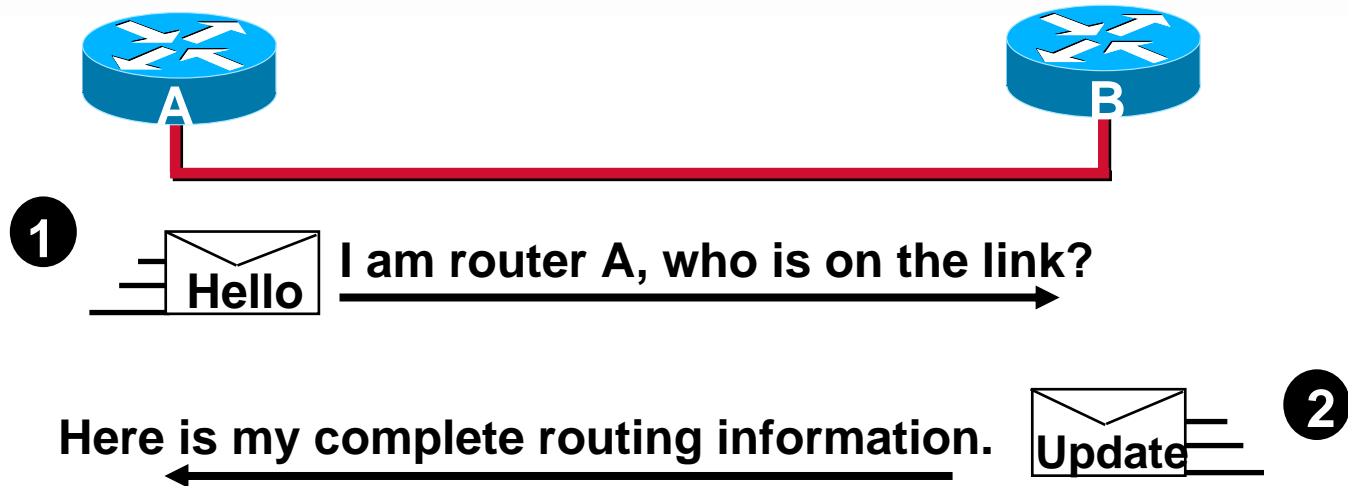 A
B
1
I am router A, who is on the link?
Hello
2
Here is my complete routing information.
Update